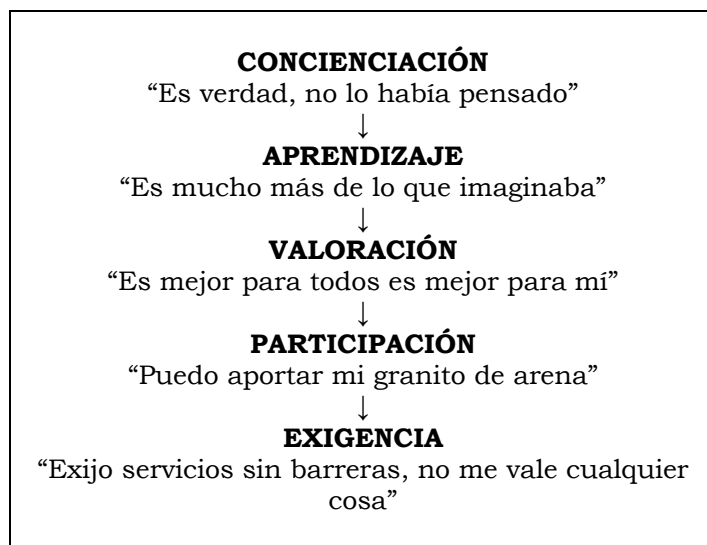 CONCIENCIACIÓN
“Es verdad, no lo había pensado”
↓
APRENDIZAJE
“Es mucho más de lo que imaginaba”
↓
VALORACIÓN
“Es mejor para todos es mejor para mí”
↓
PARTICIPACIÓN
“Puedo aportar mi granito de arena”
↓
EXIGENCIA
“Exijo servicios sin barreras, no me vale cualquier
cosa”